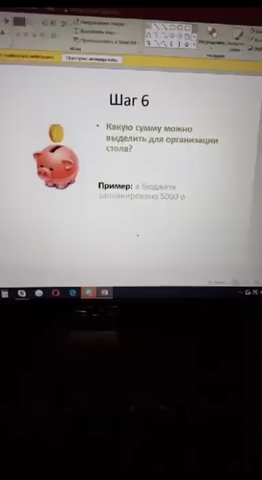 Шаг 6
• Какую сумму можно
выделить для организации
стола?
Пример: в бюджете
запланировано 5000 р